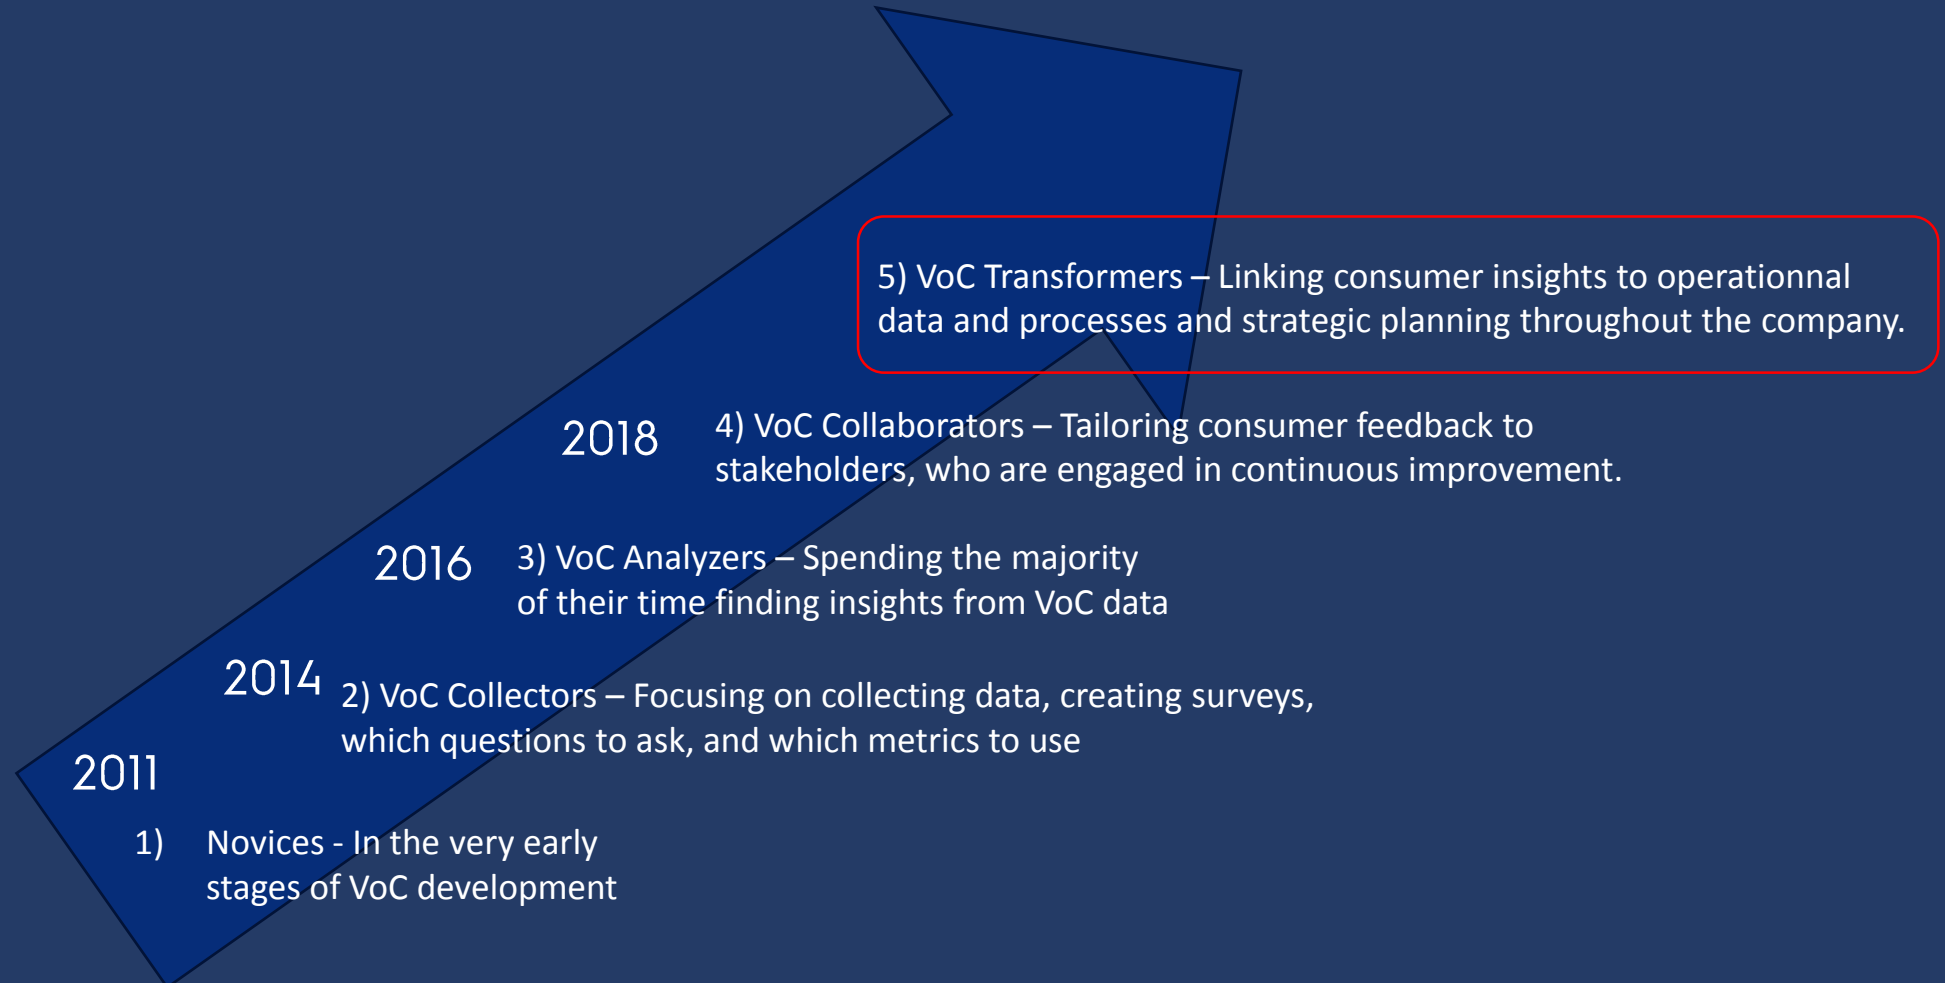 5) VoC Transformers – Linking consumer insights to operationnal
data and processes and strategic planning throughout the company.
2018
4) VoC Collaborators – Tailoring consumer feedback to
stakeholders, who are engaged in continuous improvement.
2016
3) VoC Analyzers – Spending the majority
of their time finding insights from VoC data
2014
2) VoC Collectors – Focusing on collecting data, creating surveys,
which questions to ask, and which metrics to use
2011
1) Novices - In the very early
stages of VoC development